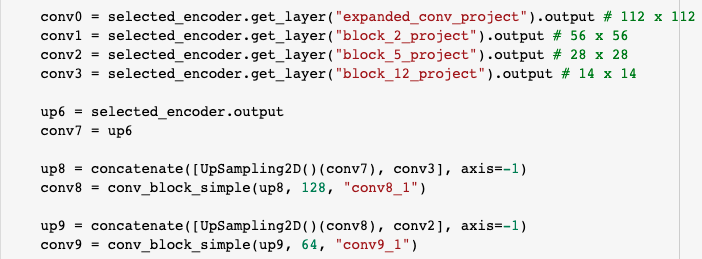 conv0 = selected_encoder.get_layer("expanded_conv_project").output # 112 x 112
conv1 = selected_encoder.get_layer("block_2_project").output # 56 x 56
conv2 = selected_encoder.get_layer("block_5_project").output # 28 x 28
conv3 = selected_encoder.get_layer("block_12_project").output # 14 x 14
up6 = selected_encoder.output
conv7 = up6
up8 = concatenate([UpSampling2D()(conv7), conv3], axis=-1)
conv8 = conv_block_simple(up8, 128, "conv8_1")
up9 = concatenate([UpSampling2D()(conv8), conv2], axis=-1)
conv9 = conv_block_simple(up9, 64, "conv9_1")